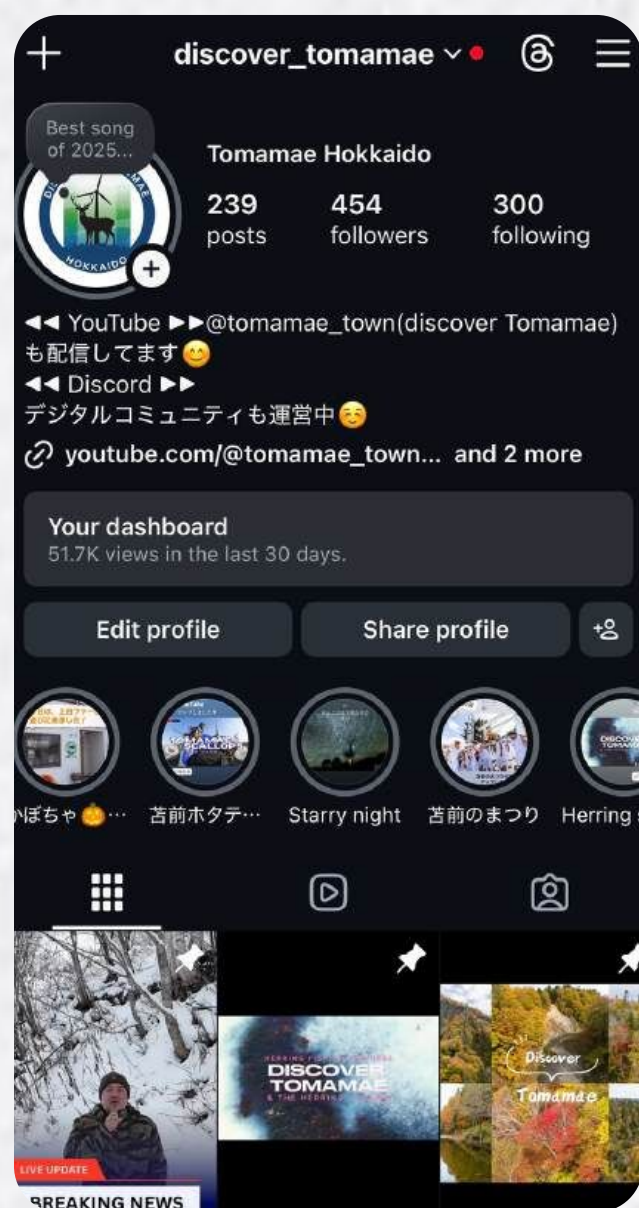 discover_tomamae
Best song
of 2025...
HOKKAIDO
Tomamae Hokkaido
239 454 300
posts followers following
◀◀ YouTube ▶▶@tomamae_town(discover Tomamae)
も配信してます😊
◀◀ Discord ▶▶
デジタルコミュニティも運営中☺️
youtube.com/@tomamae_town... and 2 more
Your dashboard
51.7K views in the last 30 days.
Edit profile Share profile
かぼちゃ🎃… 苫前ホタテ… Starry night 苫前のまつり Herring
DISCOVER
TOMAMAE
Discover
Tomamae
LIVE UPDATE
BREAKING NEWS